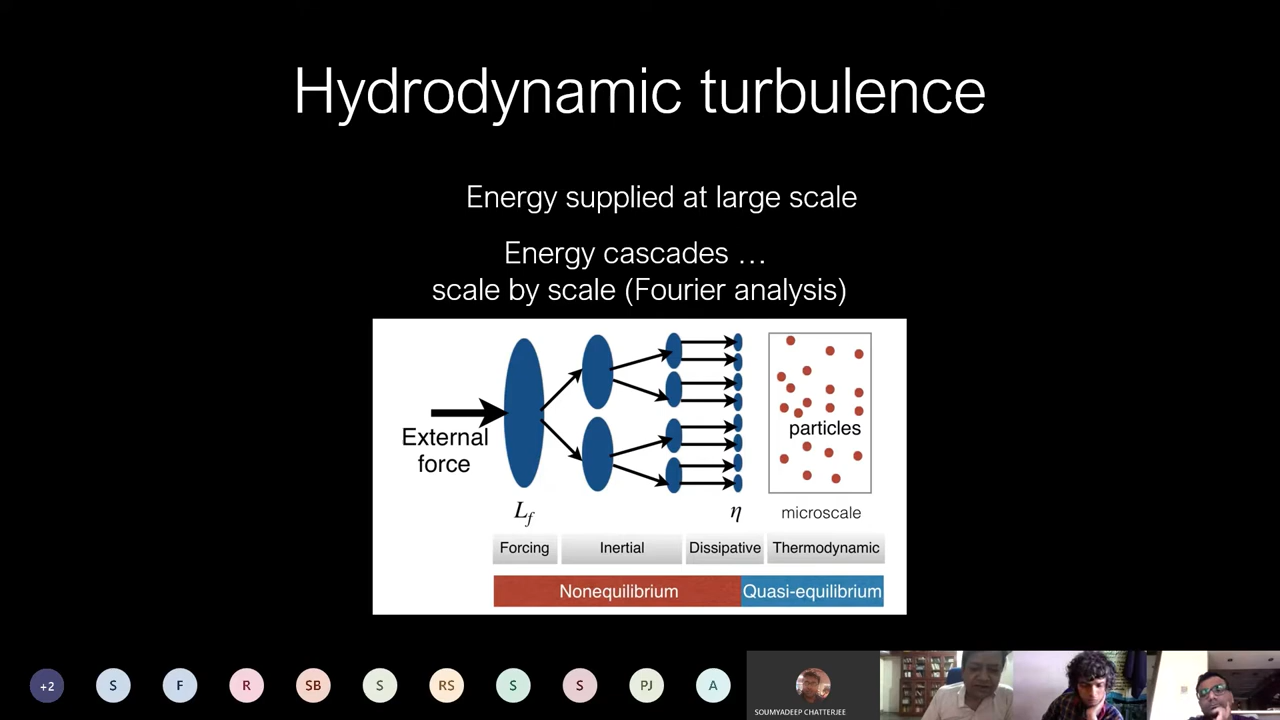 Hydrodynamic turbulence
Energy supplied at large scale
Energy cascades …
scale by scale (Fourier analysis)
External
force
particles
L_f
η
microscale
Forcing
Inertial
Dissipative
Thermodynamic
Nonequilibrium
Quasi-equilibrium
+2
S
F
R
SB
S
RS
S
S
PJ
A
SOUMYADEEP CHATTERJEE